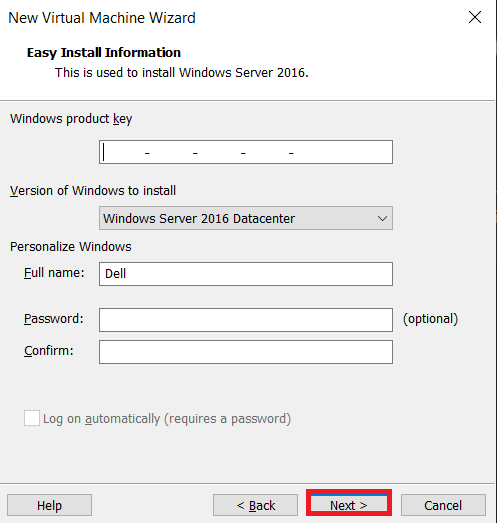 New Virtual Machine Wizard
Easy Install Information
This is used to install Windows Server 2016.
Windows product key
- - - -
Version of Windows to install
Windows Server 2016 Datacenter
Personalize Windows
Full name: Dell
Password: (optional)
Confirm:
Log on automatically (requires a password)
Help < Back Next > Cancel